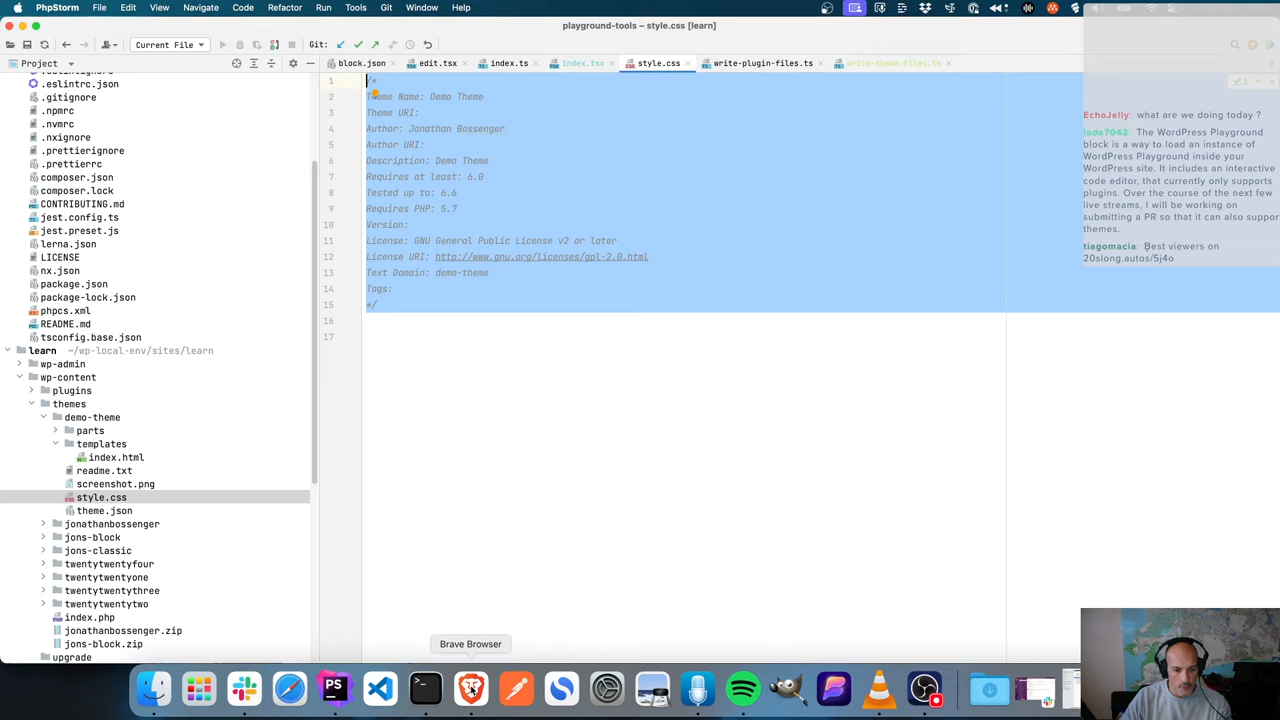 PhpStorm File Edit View Navigate Code Refactor Run Tools Git Window Help
playground-tools – style.css [learn]
Current File
Git:
Project
block.json
edit.tsx
index.ts
index.tsx
style.css
write-plugin-files.ts
write-theme-files.ts
.eslintrc.json
.gitignore
.npmrc
.nvmrc
.nxignore
.prettierignore
.prettierrc
composer.json
composer.lock
CONTRIBUTING.md
jest.config.ts
jest.preset.js
lerna.json
LICENSE
nx.json
package.json
package-lock.json
phpcs.xml
README.md
tsconfig.base.json
learn ~/wp-local-env/sites/learn
wp-admin
wp-content
plugins
themes
demo-theme
parts
templates
index.html
readme.txt
screenshot.png
style.css
theme.json
jonathanbossenger
jons-block
jons-classic
twentytwentyfour
twentytwentyone
twentytwentythree
twentytwentytwo
index.php
jonathanbossenger.zip
jons-block.zip
upgrade
1 /*
2 Theme Name: Demo Theme
3 Theme URI:
4 Author: Jonathan Bossenger
5 Author URI:
6 Description: Demo Theme
7 Requires at least: 6.0
8 Tested up to: 6.6
9 Requires PHP: 5.7
10 Version:
11 License: GNU General Public License v2 or later
12 License URI: http://www.gnu.org/licenses/gpl-2.0.html
13 Text Domain: demo-theme
14 Tags:
15 */
16
17
EchoJelly: what are we doing today ?
lada7042: The WordPress Playground
block is a way to load an instance of
WordPress Playground inside your
WordPress site. It includes an interactive
code editor, that currently only supports
plugins. Over the course of the next few
live streams, I will be working on
submitting a PR so that it can also support
themes.
tiagomacia: Best viewers on
20slong.autos/5j4o
Brave Browser
PS